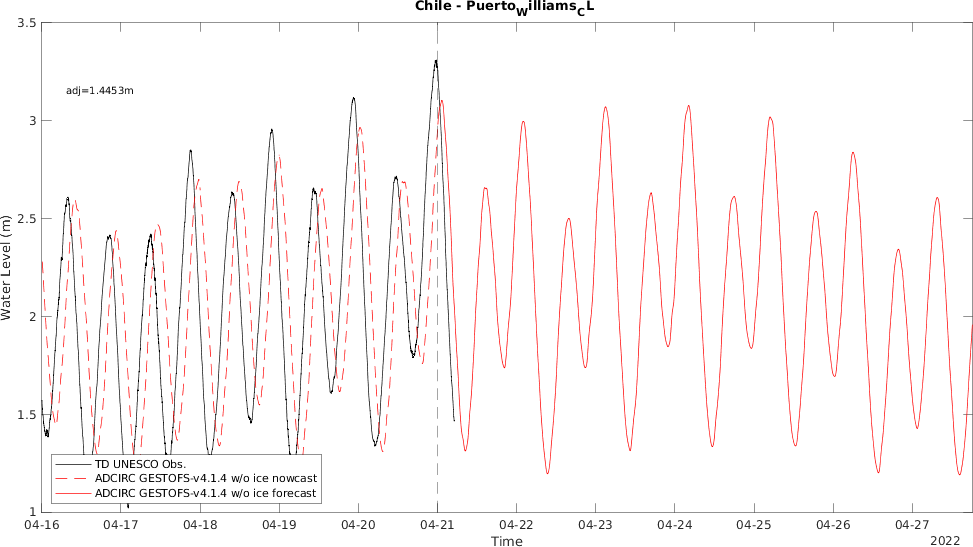 Chile - Puerto_Williams_CL
3.5
adj=1.4453m
3
2.5
Water Level (m)
2
1.5
TD UNESCO Obs.
ADCIRC GESTOFS-v4.1.4 w/o ice nowcast
ADCIRC GESTOFS-v4.1.4 w/o ice forecast
1
04-16 04-17 04-18 04-19 04-20 04-21 04-22 04-23 04-24 04-25 04-26 04-27
Time
2022